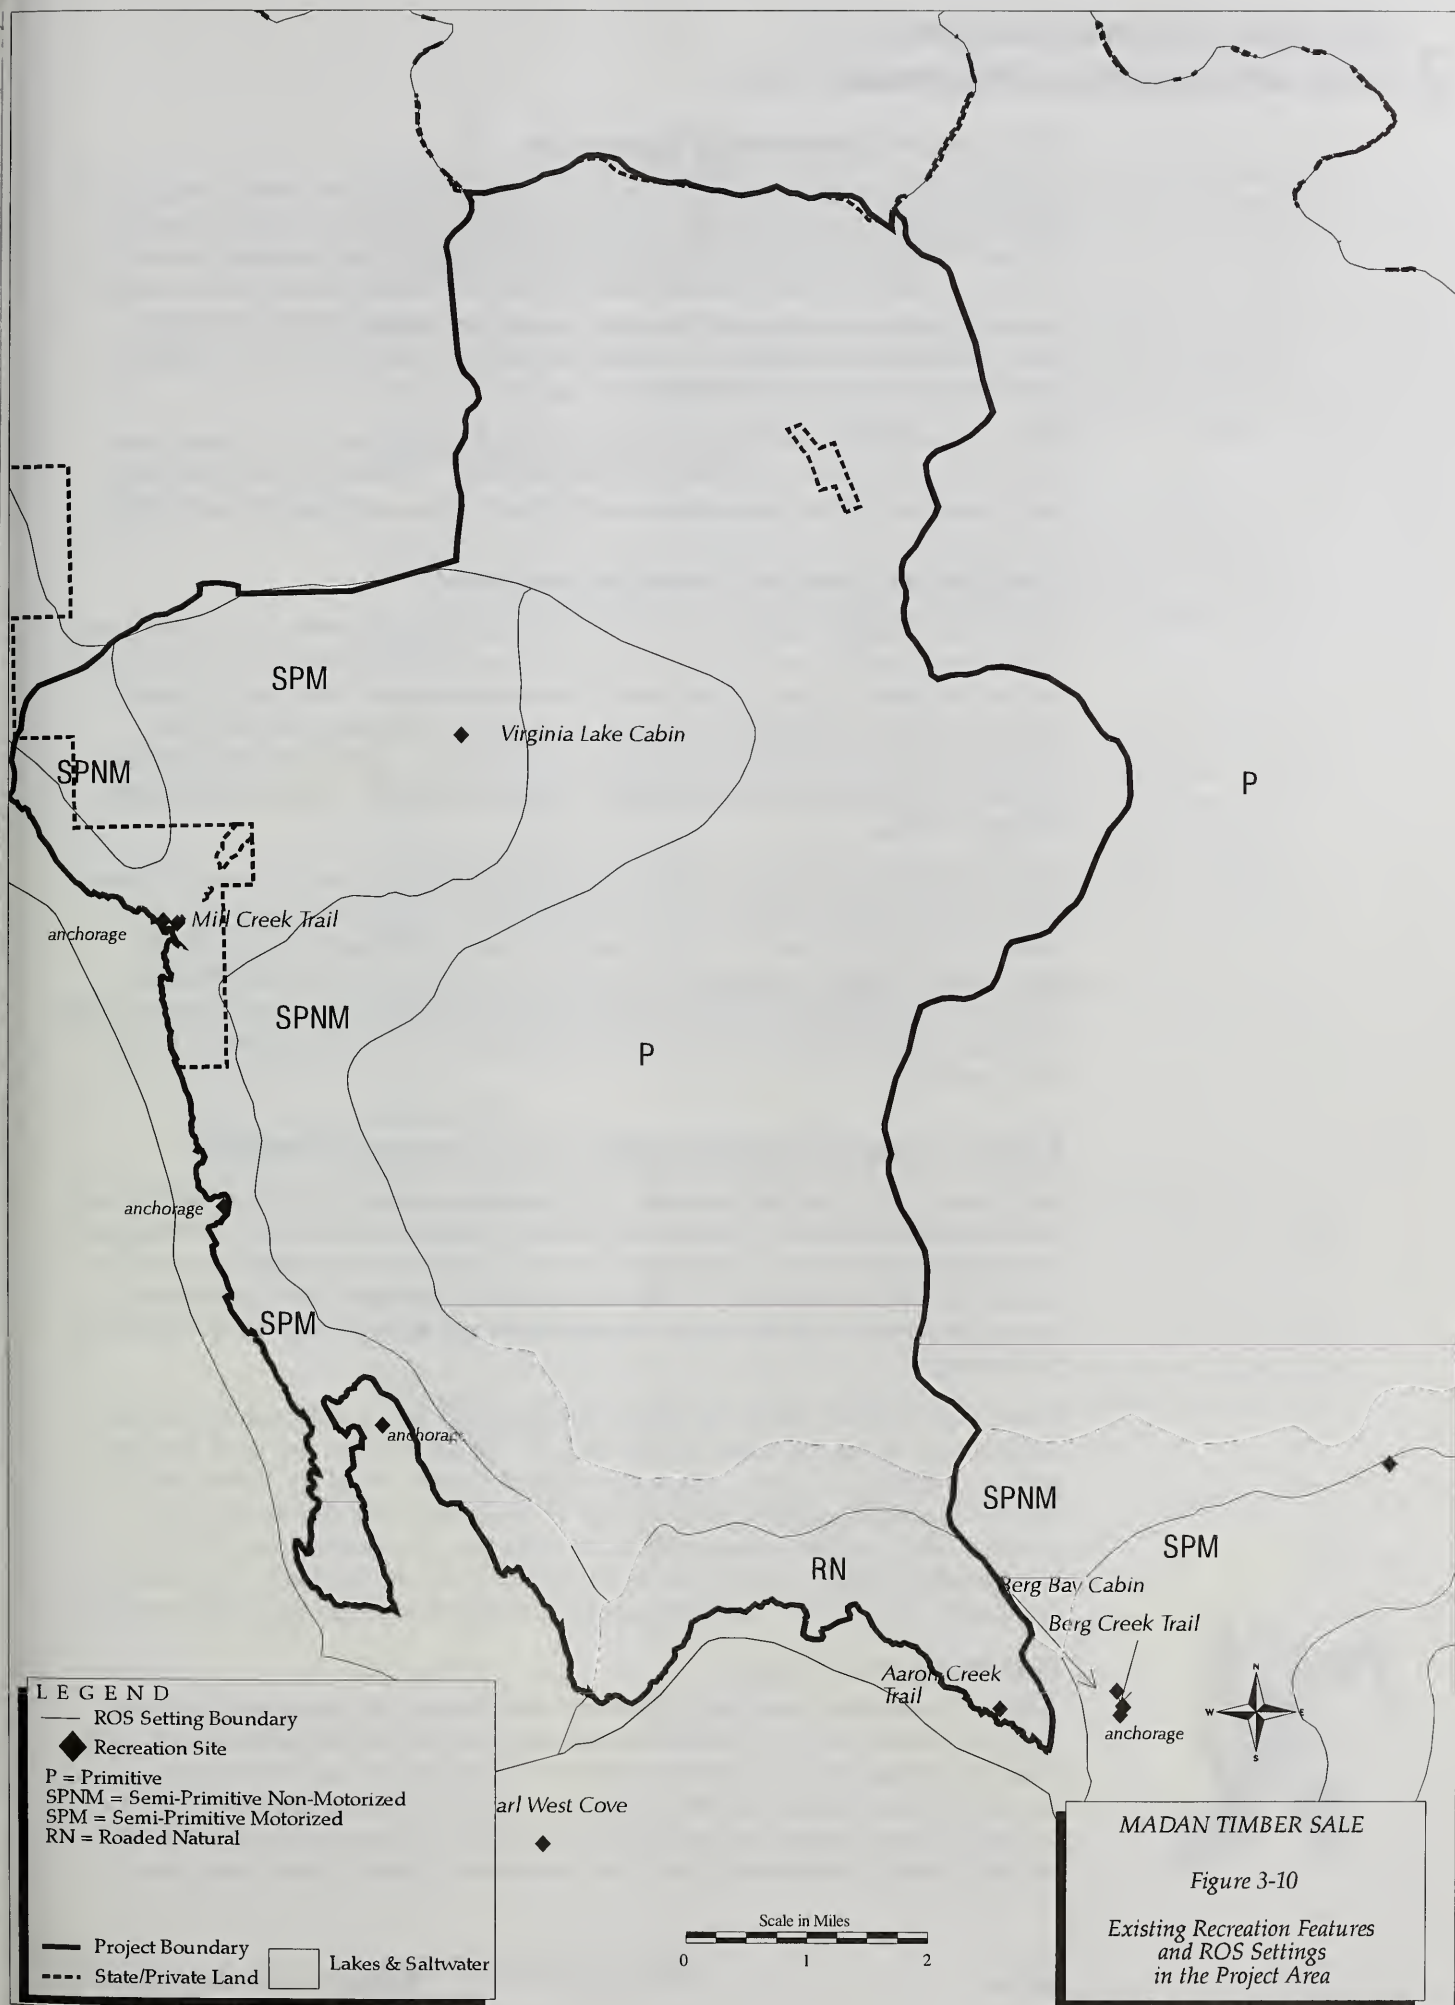 SPM
Virginia Lake Cabin
SPNM
P
Mill Creek Trail
anchorage
SPNM
P
anchorage
SPM
anchorage
SPNM
SPM
RN
Berg Bay Cabin
Berg Creek Trail
Aaron Creek
Trail
anchorage
N
W
E
S
LEGEND
ROS Setting Boundary
Recreation Site
P = Primitive
SPNM = Semi-Primitive Non-Motorized
SPM = Semi-Primitive Motorized
RN = Roaded Natural
Project Boundary
State/Private Land
Lakes & Saltwater
arl West Cove
Scale in Miles
0 1 2
MADAN TIMBER SALE
Figure 3-10
Existing Recreation Features
and ROS Settings
in the Project Area